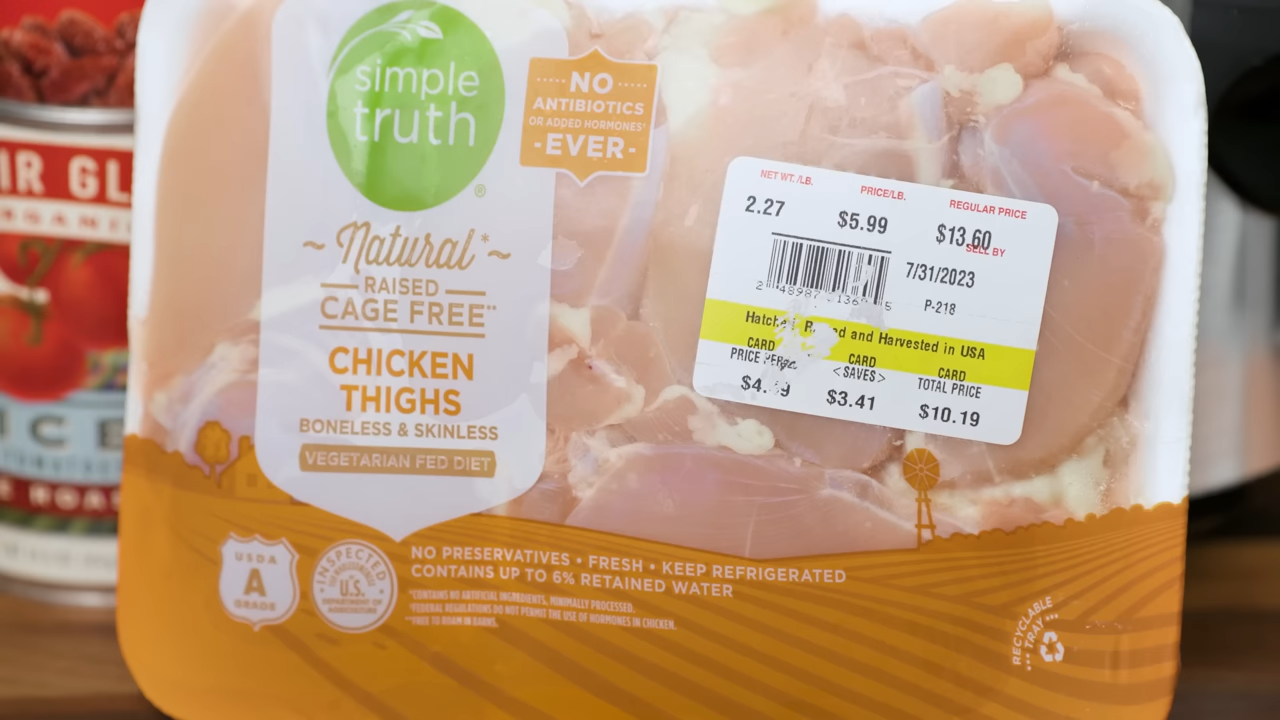 simple
truth
®
NO
ANTIBIOTICS
OR ADDED HORMONES†
-EVER-
~ Natural* ~
RAISED
CAGE FREE**
CHICKEN
THIGHS
BONELESS & SKINLESS
VEGETARIAN FED DIET
NET WT. /LB.
PRICE/LB.
REGULAR PRICE
2.27
$5.99
$13.60
SELL BY
7/31/2023
P-218
and Harvested in USA
CARD
CARD
<SAVES>
CARD
TOTAL PRICE
$3.41
$10.19
USDA
A
GRADE
INSPECTED
U.S.
DEPARTMENT OF
AGRICULTURE
NO PRESERVATIVES • FRESH • KEEP REFRIGERATED
CONTAINS UP TO 6% RETAINED WATER
*CONTAINS NO ARTIFICIAL INGREDIENTS, MINIMALLY PROCESSED.
†FEDERAL REGULATIONS DO NOT PERMIT THE USE OF HORMONES IN CHICKEN.
**FREE TO ROAM IN BARNS.
RECYCLABLE
TRAY